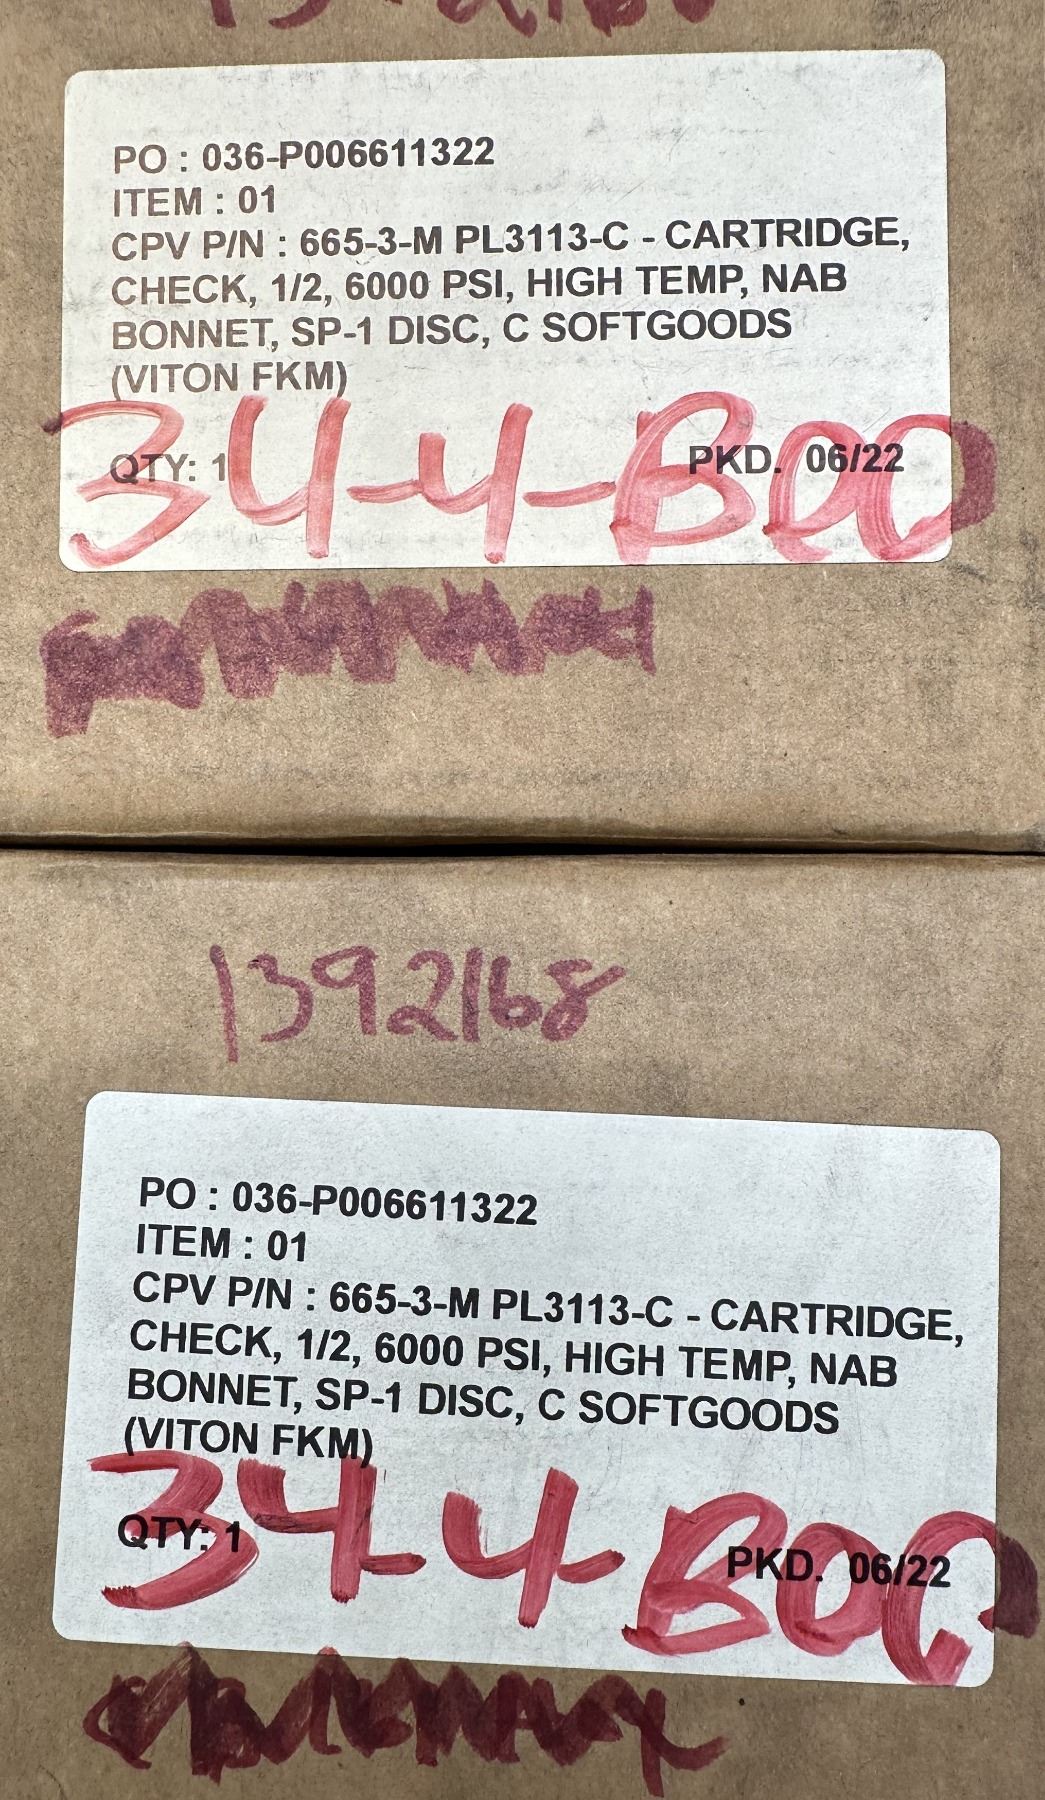 PO : 036-P006611322
ITEM : 01
CPV P/N : 665-3-M PL3113-C - CARTRIDGE,
CHECK, 1/2, 6000 PSI, HIGH TEMP, NAB
BONNET, SP-1 DISC, C SOFTGOODS
(VITON FKM)
QTY: 1 PKD. 06/22
34-4-B00
1392168
PO : 036-P006611322
ITEM : 01
CPV P/N : 665-3-M PL3113-C - CARTRIDGE,
CHECK, 1/2, 6000 PSI, HIGH TEMP, NAB
BONNET, SP-1 DISC, C SOFTGOODS
(VITON FKM)
QTY: 1 PKD. 06/22
34-4-B00